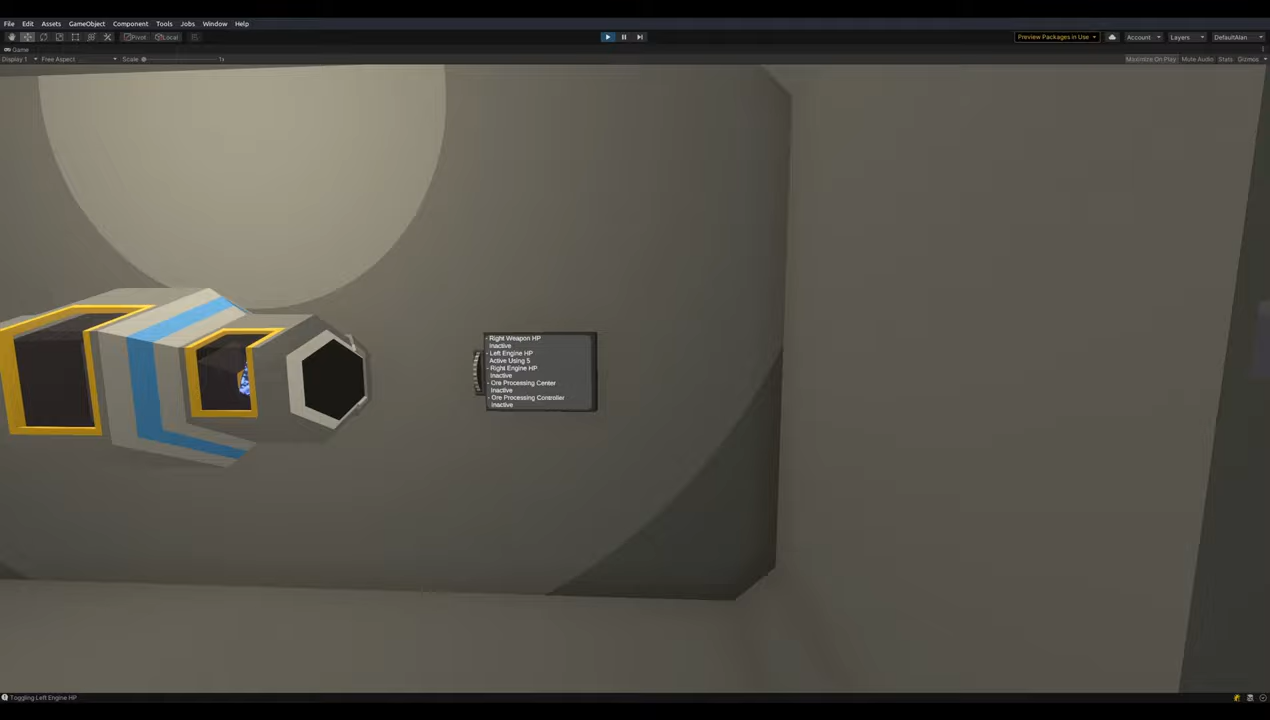 File Edit Assets GameObject Component Tools Jobs Window Help
Pivot Local
Preview Packages in Use Account Layers DefaultAlan
Game
Display 1 Free Aspect Scale 1x
Maximize On Play Mute Audio Stats Gizmos
- Right Weapon HP
Inactive
- Left Engine HP
Active Using 5
- Right Engine HP
Inactive
- Ore Processing Center
Inactive
- Ore Processing Controller
Inactive
Toggling Left Engine HP